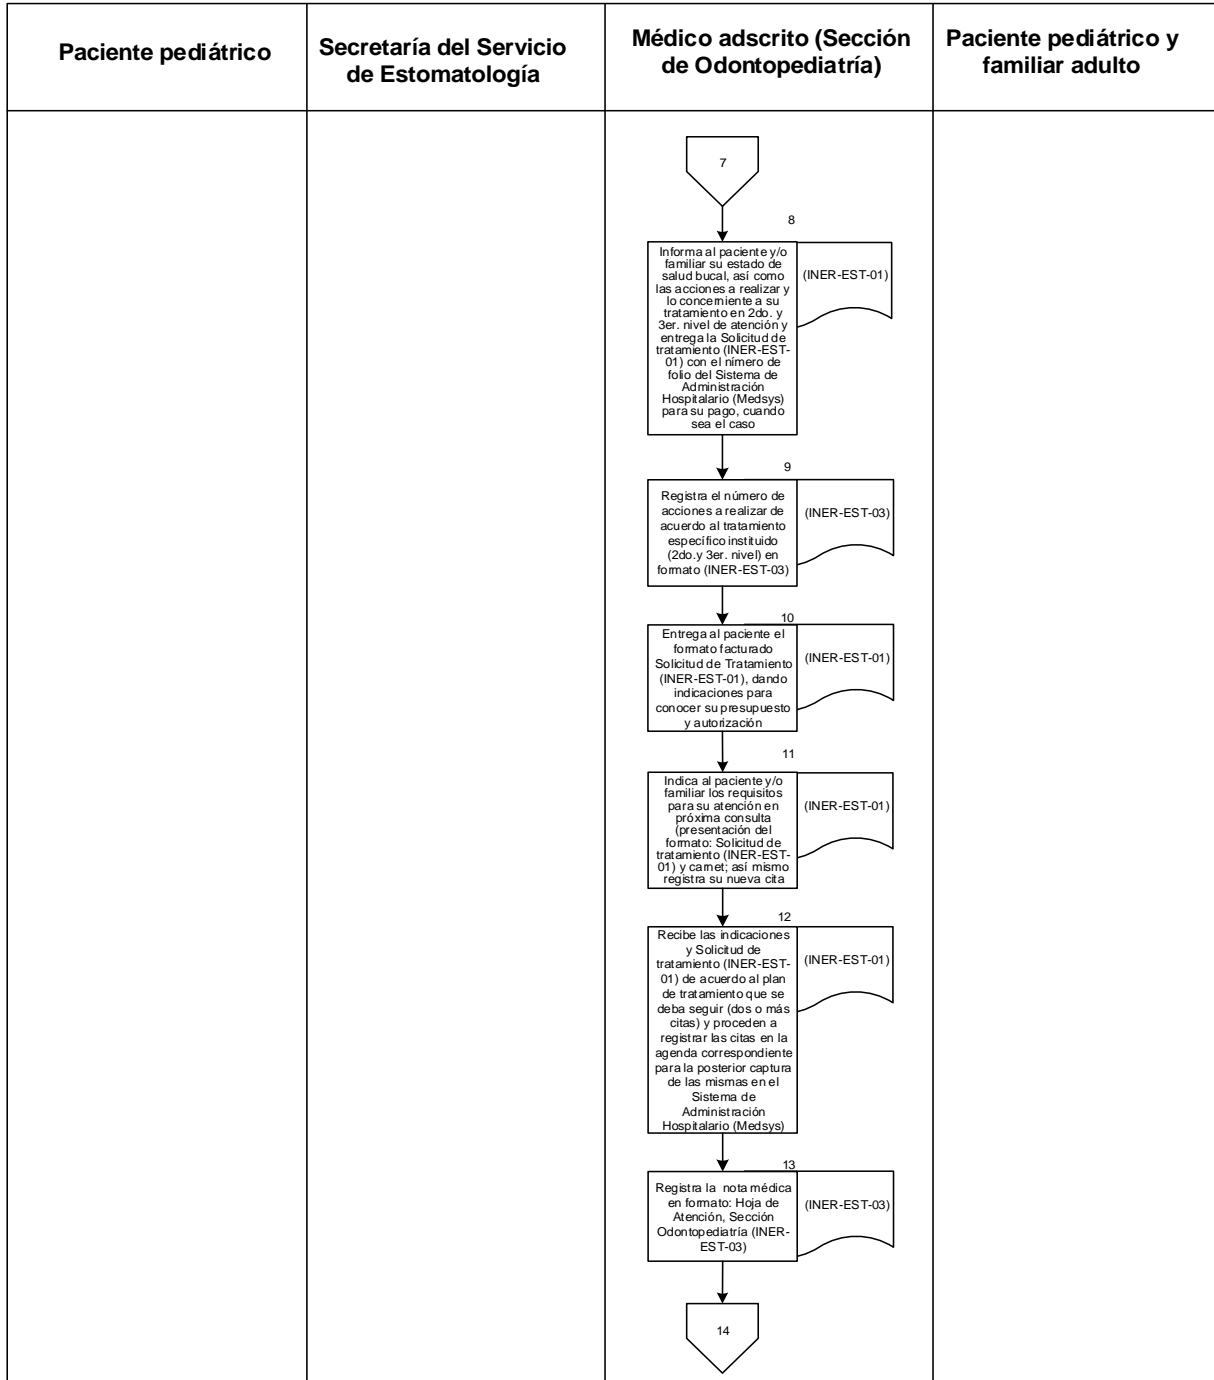 Paciente pediátrico
Secretaría del Servicio
de Estomatología
Médico adscrito (Sección
de Odontopediatría)
Paciente pediátrico y
familiar adulto
7
8
Informa al paciente y/o
familiar su estado de
salud bucal, así como
las acciones a realizar y
lo concerniente a su
tratamiento en 2do. y
3er. nivel de atención y
entrega la Solicitud de
tratamiento (INER-EST-
01) con el nímero de
folio del Sistema de
Administración
Hospitalario (Medsys)
para su pago, cuando
sea el caso
(INER-EST-01)
9
Registra el número de
acciones a realizar de
acuerdo al tratamiento
específico instituido
(2do.y 3er. nivel) en
formato (INER-EST-03)
(INER-EST-03)
10
Entrega al paciente el
formato facturado
Solicitud de Tratamiento
(INER-EST-01), dando
indicaciones para
conocer su presupuesto
y autorización
(INER-EST-01)
11
Indica al paciente y/o
familiar los requisitos
para su atención en
próxima consulta
(presentación del
formato: Solicitud de
tratamiento (INER-EST-
01) y carnet; así mismo
registra su nueva cita
(INER-EST-01)
12
Recibe las indicaciones
y Solicitud de
tratamiento (INER-EST-
01) de acuerdo al plan
de tratamiento que se
deba seguir (dos o más
citas) y proceden a
registrar las citas en la
agenda correspondiente
para la posterior captura
de las mismas en el
Sistema de
Administración
Hospitalario (Medsys)
(INER-EST-01)
13
Registra la nota médica
en formato: Hoja de
Atención, Sección
Odontopediatría (INER-
EST-03)
(INER-EST-03)
14